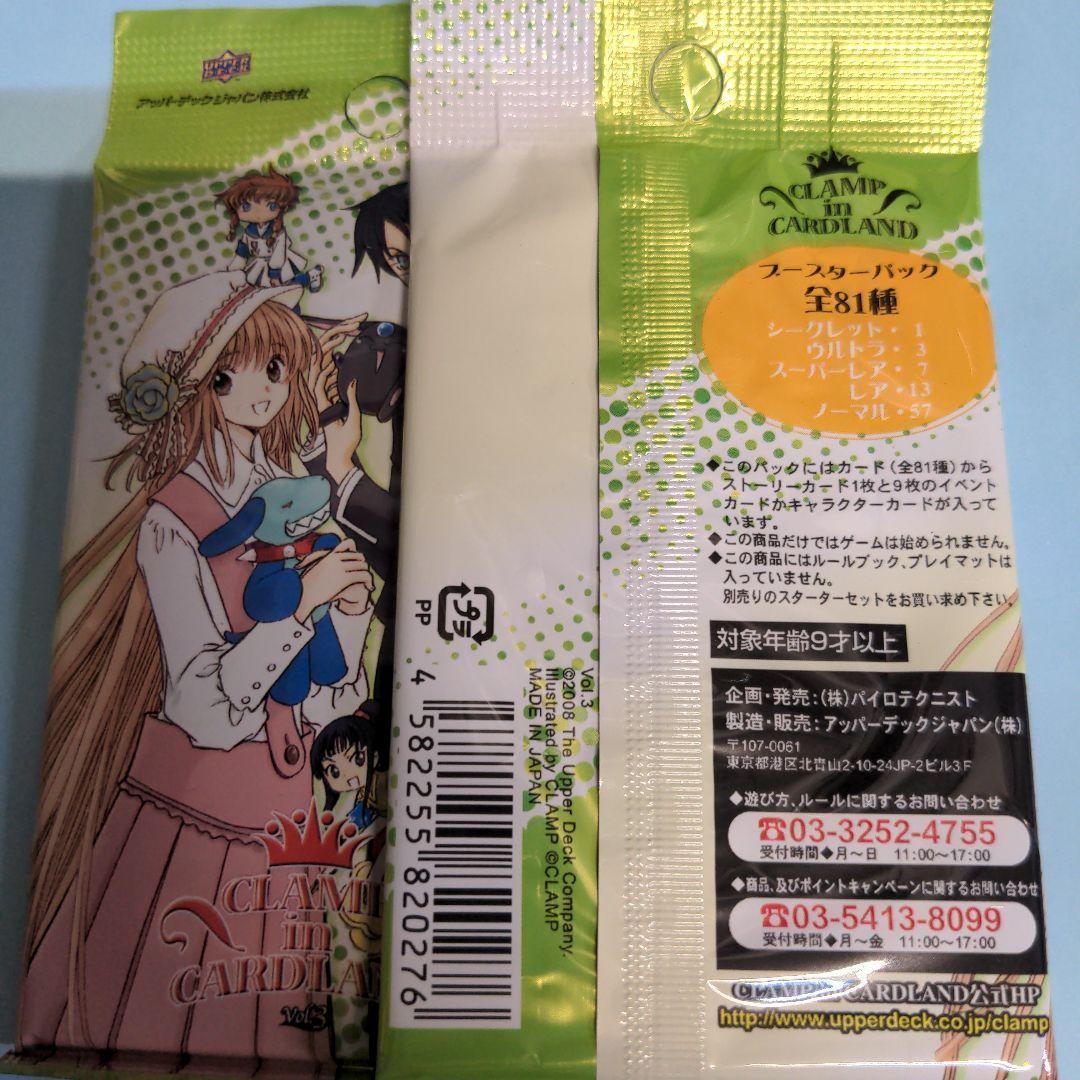 アッパーデックジャパン株式会社
CLAMP
in
CARDLAND
Vol.3
PP
プラ
4 582255 820276
Vol.3
©2008 The Upper Deck Company.
Illustrated by CLAMP ©CLAMP
MADE IN JAPAN
CLAMP
in
CARDLAND
ブースターパック
全81種
シークレット・ 1
ウルトラ・ 3
スーパーレア・ 7
レア・13
ノーマル・57
◆このパックにはカード(全81種)から
ストーリーカード1枚と9枚のイベント
カードかキャラクターカードが入って
います。
◆この商品だけではゲームは始められません。
◆この商品にはルールブック、プレイマットは
入っていません。
別売りのスターターセットをお買い求め下さい
対象年齢9才以上
企画・発売:(株)パイロテクニスト
製造・販売:アッパーデックジャパン(株)
〒107-0061
東京都港区北青山2-10-24JP-2ビル3F
◆遊び方、ルールに関するお問い合わせ
☎03-3252-4755
受付時間◆月〜日 11:00〜17:00
◆商品、及びポイントキャンペーンに関するお問い合わせ
☎03-5413-8099
受付時間◆月〜金 11:00〜17:00
CARDLAND公式HP
http://www.upperdeck.co.jp/clamp